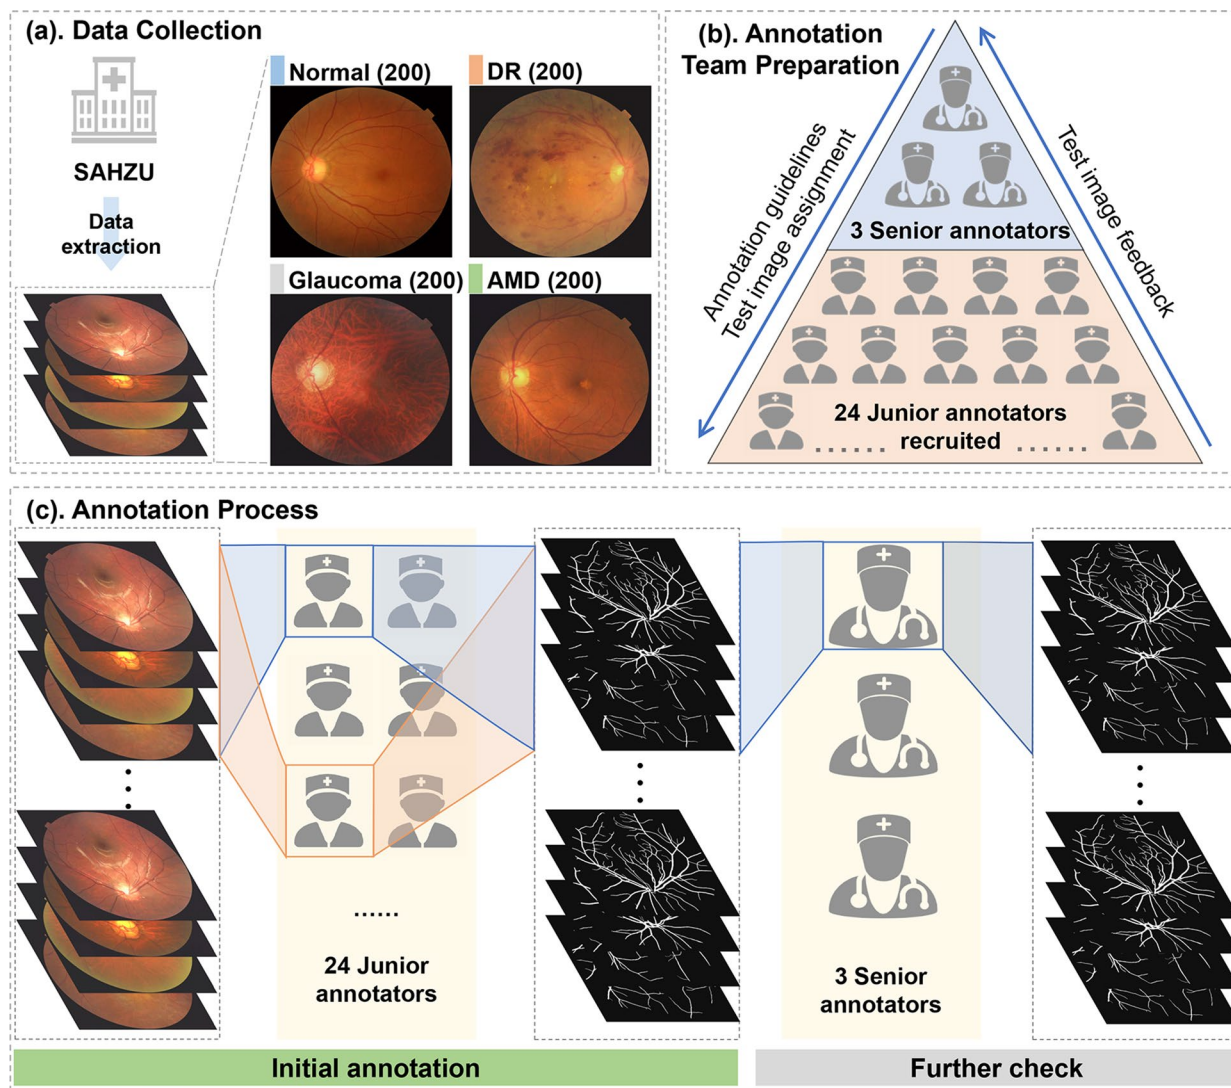 (a). Data Collection
SAHZU
Data
extraction
Normal (200)
DR (200)
Glaucoma (200)
AMD (200)
(b). Annotation
Team Preparation
Annotation guidelines
Test image assignment
Test image feedback
3 Senior annotators
24 Junior annotators
recruited
...... ......
(c). Annotation Process
......
24 Junior
annotators
3 Senior
annotators
Initial annotation
Further check